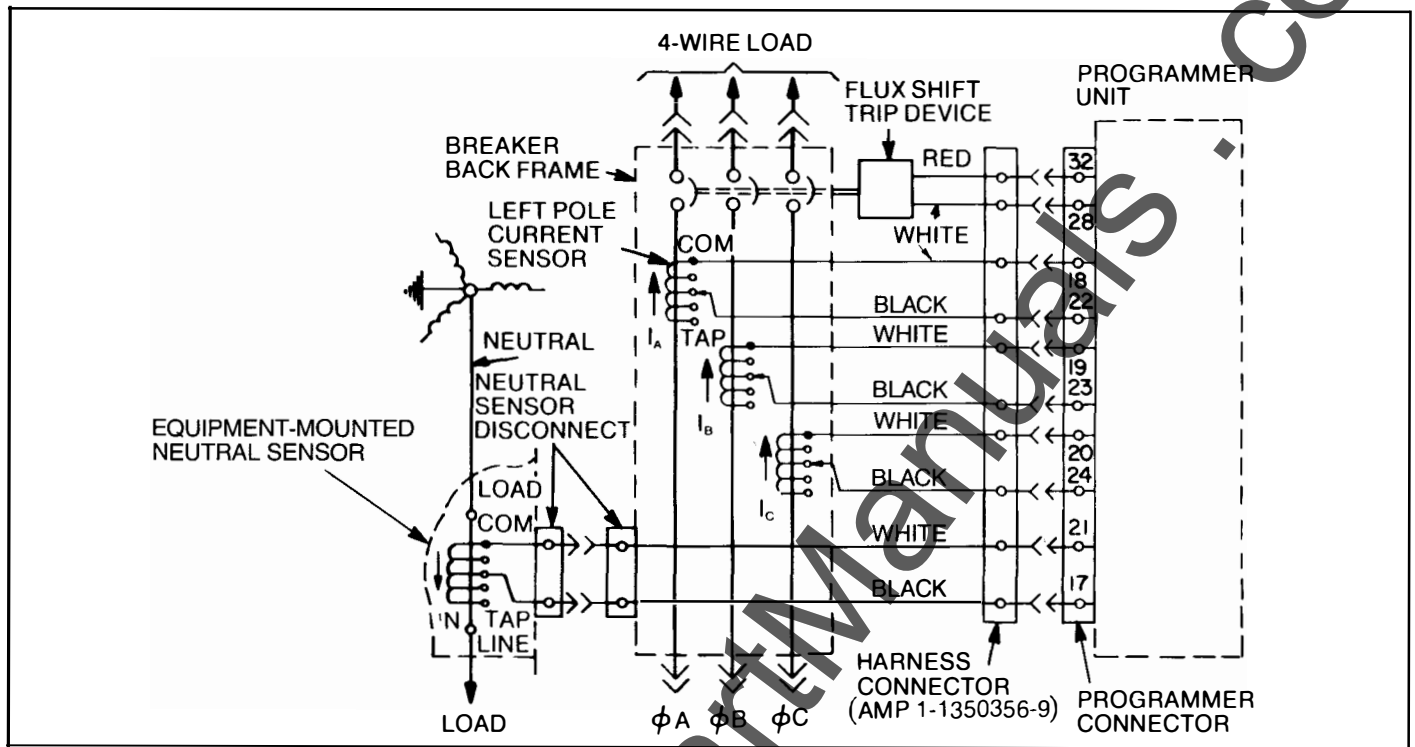 4-WIRE LOAD
PROGRAMMER
UNIT
FLUX SHIFT
TRIP DEVICE
BREAKER
BACK FRAME
RED
32
LEFT POLE
CURRENT
SENSOR
28
WHITE
COM
18
BLACK
22
TAP
I_A
WHITE
NEUTRAL
19
NEUTRAL
SENSOR
DISCONNECT
BLACK
23
I_B
WHITE
EQUIPMENT-MOUNTED
NEUTRAL SENSOR
20
BLACK
24
LOAD
I_C
COM
WHITE
21
BLACK
17
TAP
LINE
HARNESS
CONNECTOR
(AMP 1-1350356-9)
PROGRAMMER
CONNECTOR
LOAD
ϕA
ϕB
ϕC